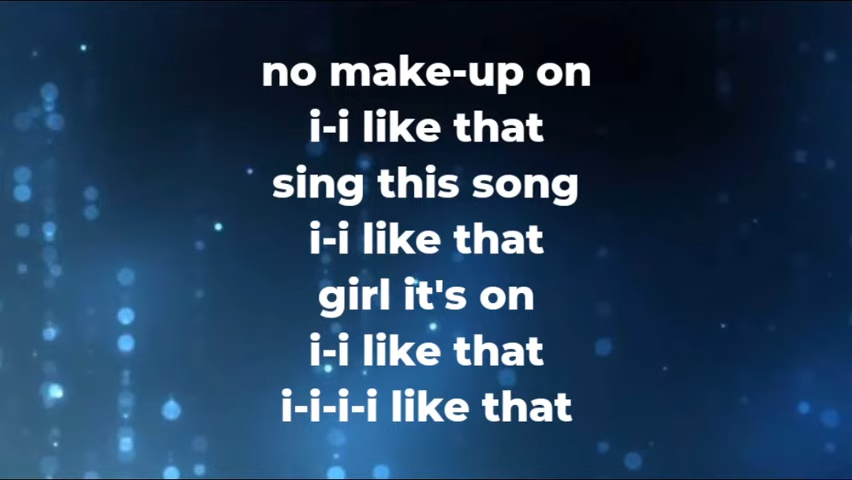 no make-up on
i-i like that
sing this song
i-i like that
girl it's on
i-i like that
i-i-i-i like that